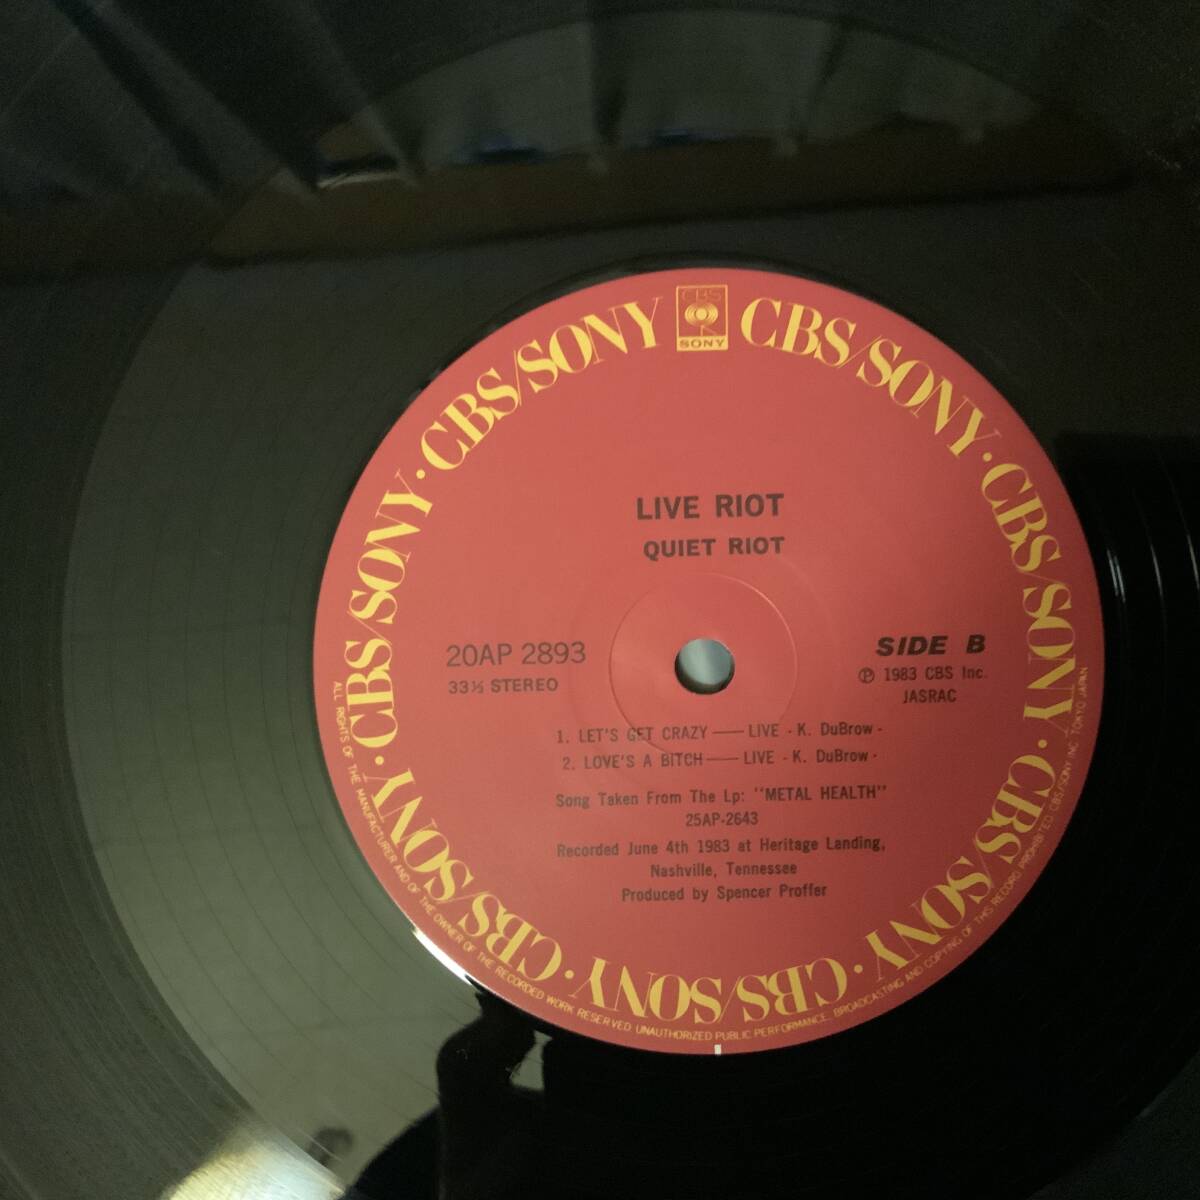 CBS
SONY
CBS/SONY · CBS/SONY · CBS/SONY · CBS/SONY · CBS/SONY · CBS/SONY · CBS/SONY · CBS/SONY
LIVE RIOT
QUIET RIOT
20AP 2893
33⅓ STEREO
SIDE B
Ⓟ 1983 CBS Inc.
JASRAC
1. LET'S GET CRAZY — LIVE - K. DuBrow -
2. LOVE'S A BITCH — LIVE - K. DuBrow -
Song Taken From The Lp: "METAL HEALTH"
25AP-2643
Recorded June 4th 1983 at Heritage Landing,
Nashville, Tennessee
Produced by Spencer Proffer
ALL RIGHTS OF THE MANUFACTURER AND OF THE OWNER OF THE RECORDED WORK RESERVED UNAUTHORIZED PUBLIC PERFORMANCE, BROADCASTING AND COPYING OF THIS RECORD PROHIBITED CBS/SONY INC. TOKYO JAPAN